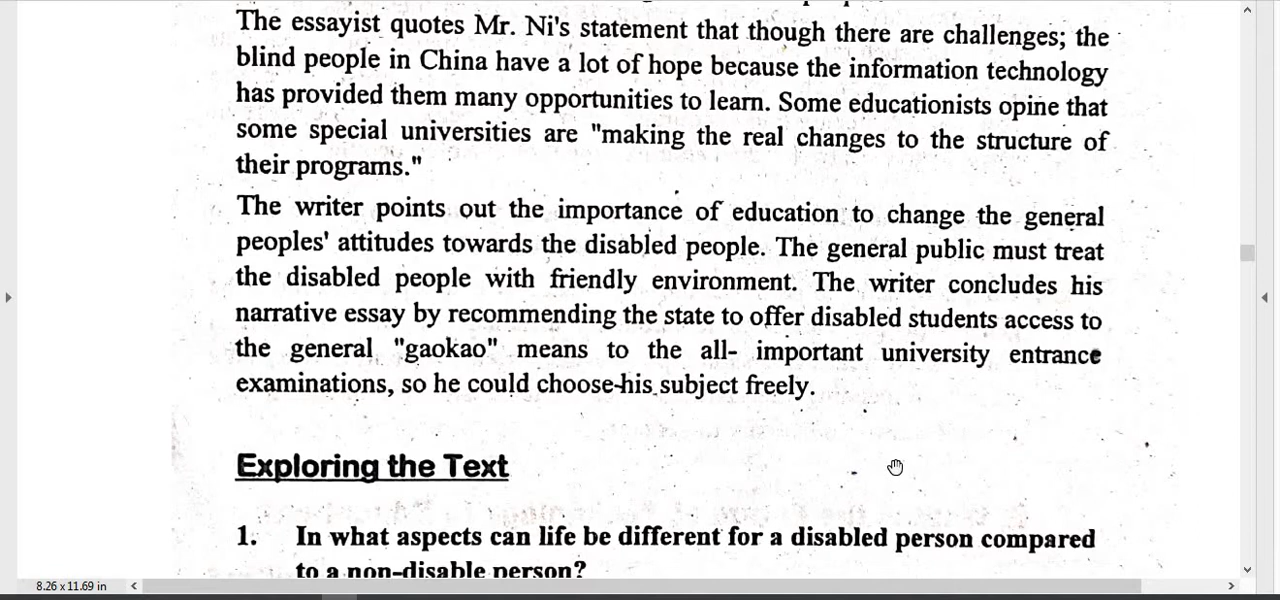 The essayist quotes Mr. Ni's statement that though there are challenges; the
blind people in China have a lot of hope because the information technology
has provided them many opportunities to learn. Some educationists opine that
some special universities are "making the real changes to the structure of
their programs."
The writer points out the importance of education to change the general
peoples' attitudes towards the disabled people. The general public must treat
the disabled people with friendly environment. The writer concludes his
narrative essay by recommending the state to offer disabled students access to
the general "gaokao" means to the all- important university entrance
examinations, so he could choose his subject freely.
Exploring the Text
1. In what aspects can life be different for a disabled person compared
to a non-disable person?
8.26 x 11.69 in